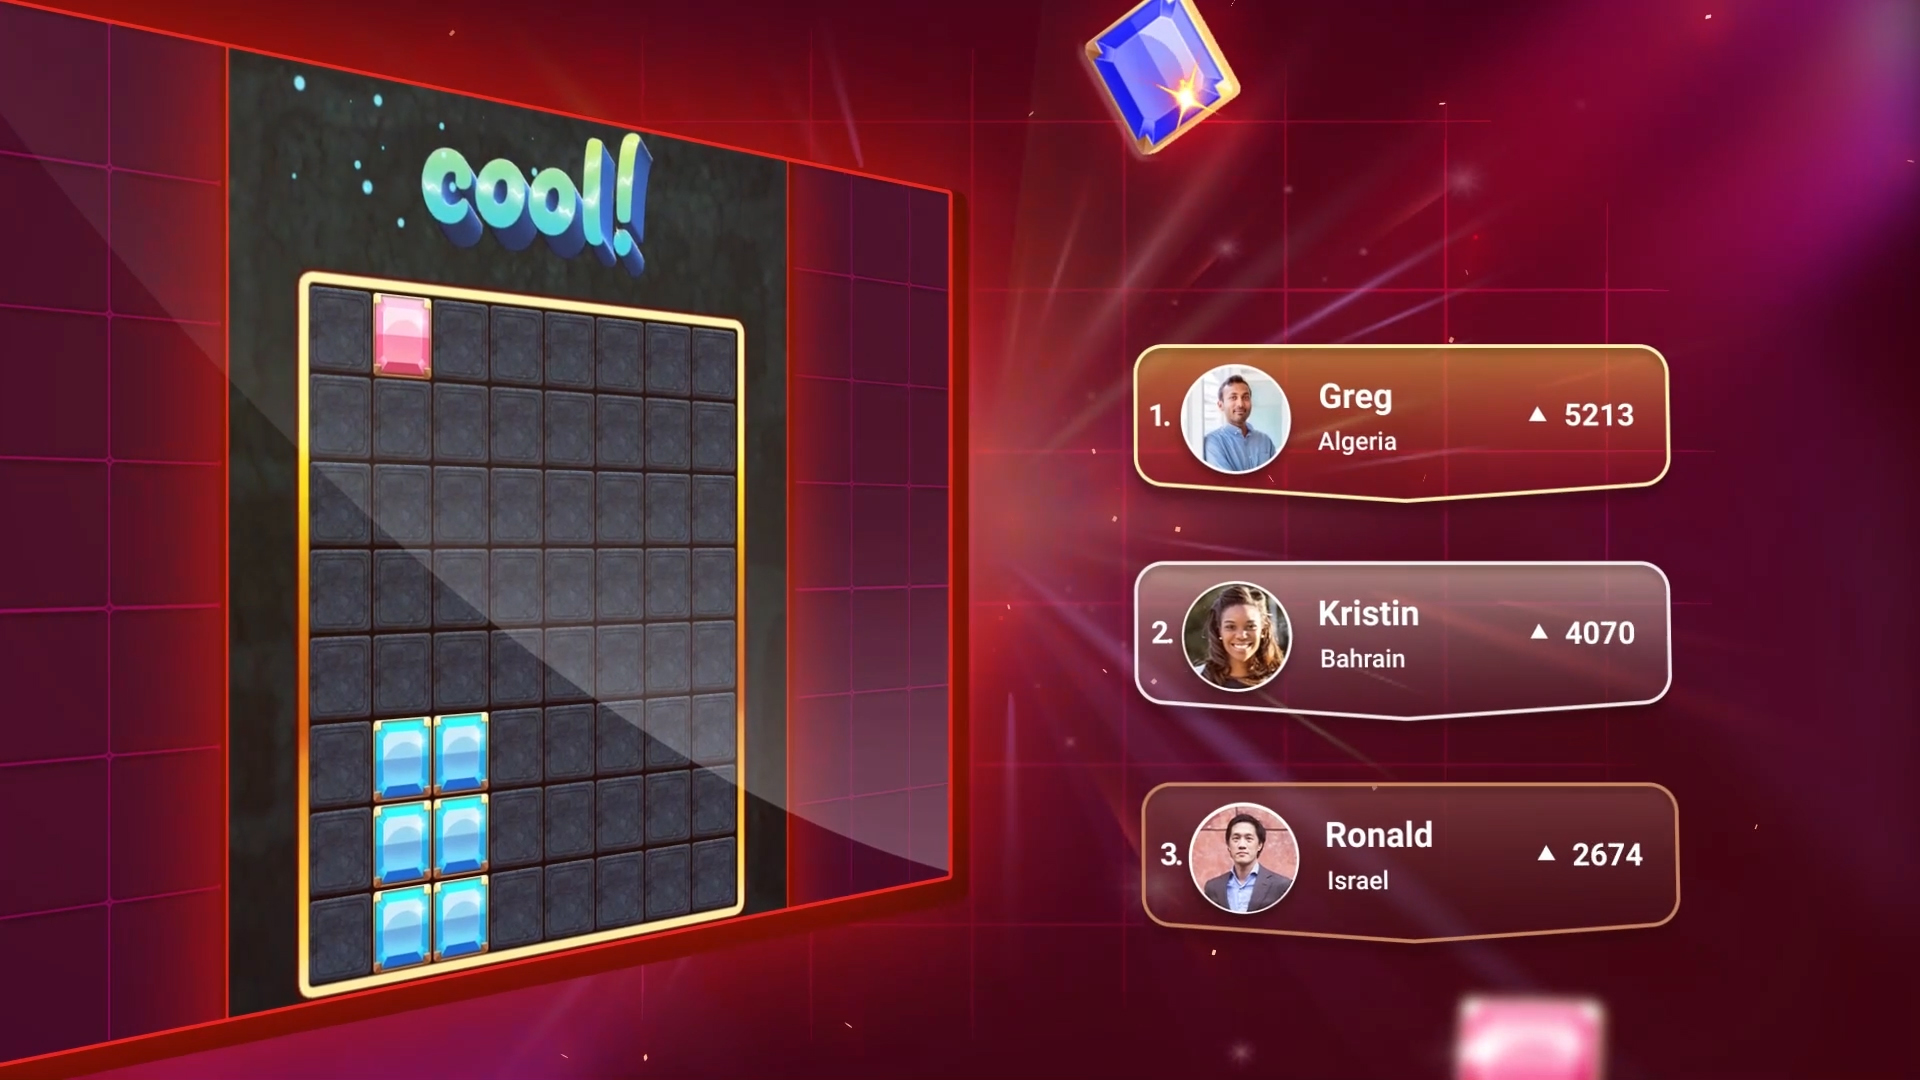 cool!
1.
Greg
Algeria
▲ 5213
2.
Kristin
Bahrain
▲ 4070
3.
Ronald
Israel
▲ 2674